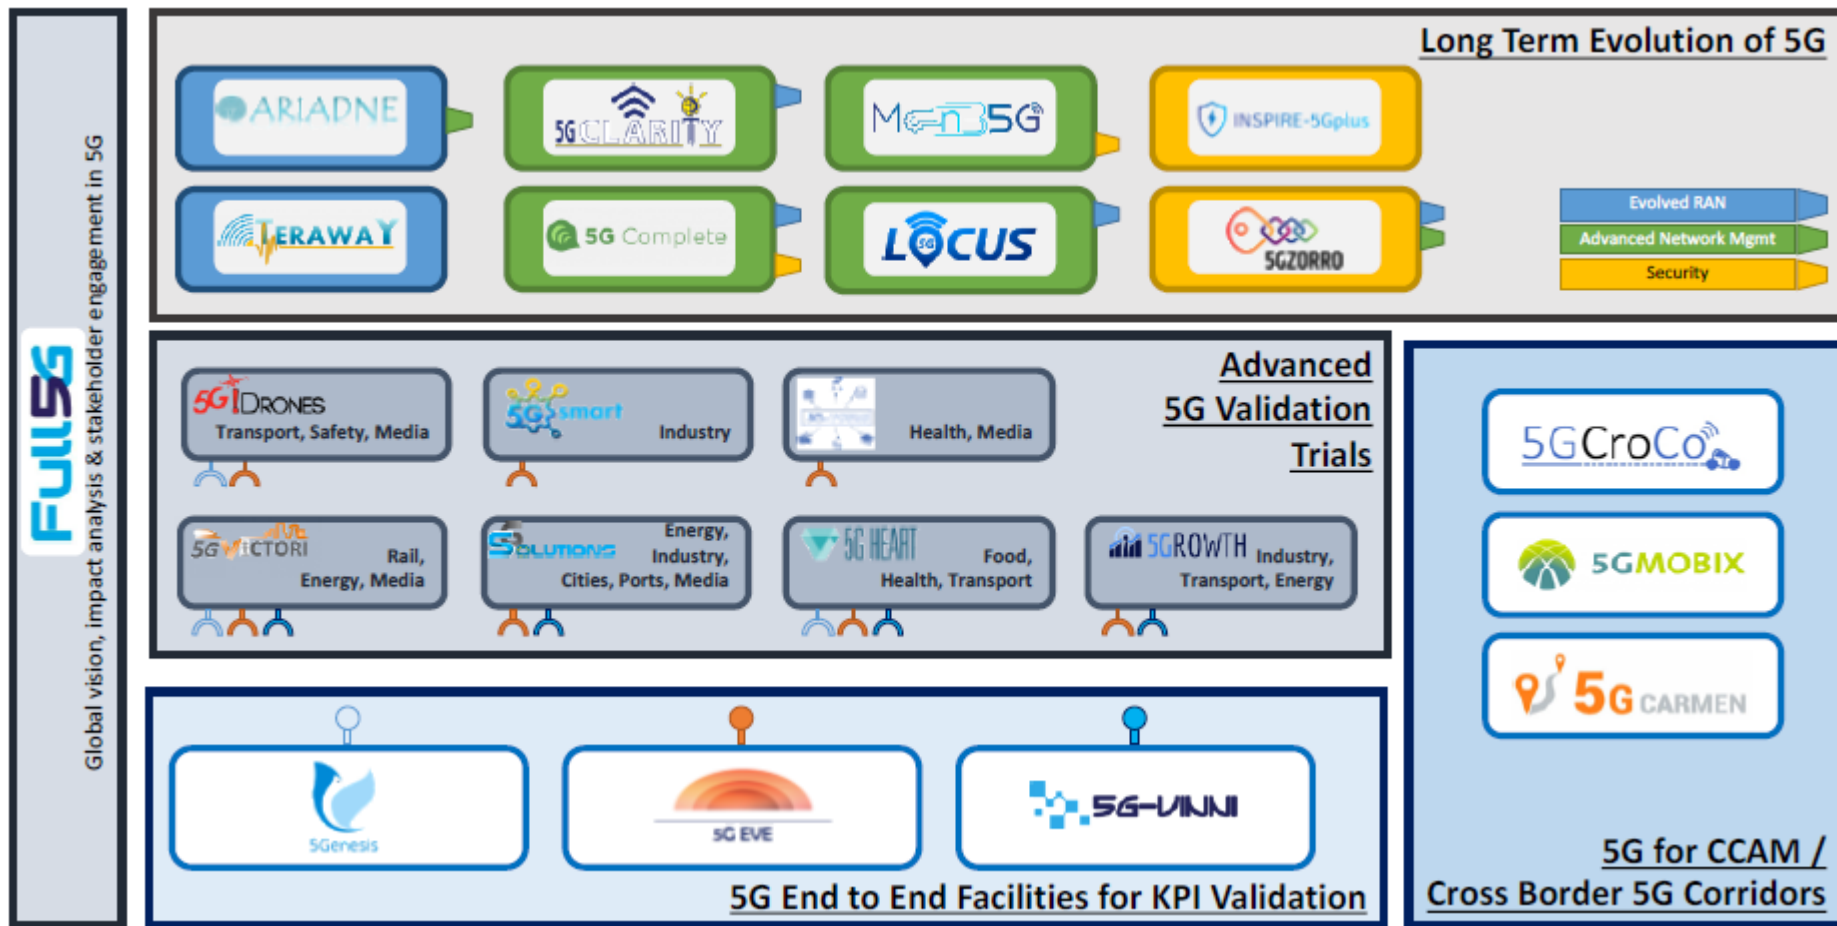 Long Term Evolution of 5G
ARIADNE
5G CLARITY
Mon5G
INSPIRE-5Gplus
TERAWAY
5G Complete
LOCUS
5G
5GZORRO
Evolved RAN
Advanced Network Mgmt
Security
FULL5G
Global vision, impact analysis & stakeholder engagement in 5G
Advanced
5G Validation
Trials
5G!DRONES
Transport, Safety, Media
5G smart
Industry
Health, Media
5G VICTORI
Rail,
Energy, Media
5SOLUTIONS
Energy,
Industry,
Cities, Ports, Media
5G HEART
Food,
Health, Transport
5GROWTH
Industry,
Transport, Energy
5GCroCo
5GMOBIX
5G CARMEN
5G for CCAM /
Cross Border 5G Corridors
5Genesis
5G EVE
5G-VINNI
5G End to End Facilities for KPI Validation